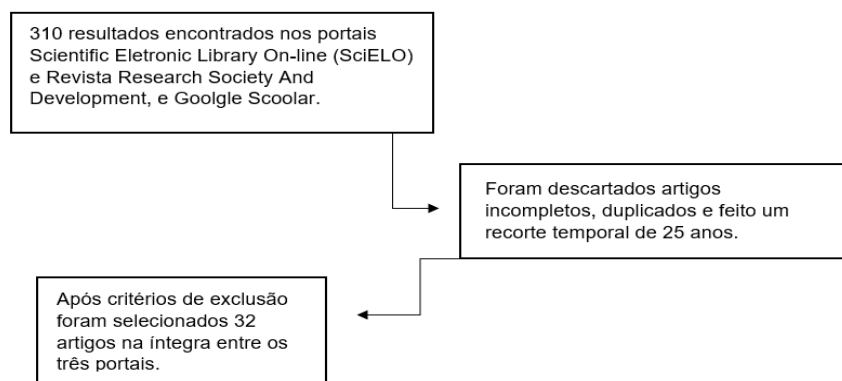 310 resultados encontrados nos portais
Scientific Eletronic Library On-line (SciELO)
e Revista Research Society And
Development, e Goolgle Scoolar.
Foram descartados artigos
incompletos, duplicados e feito um
recorte temporal de 25 anos.
Após critérios de exclusão
foram selecionados 32
artigos na íntegra entre os
três portais.